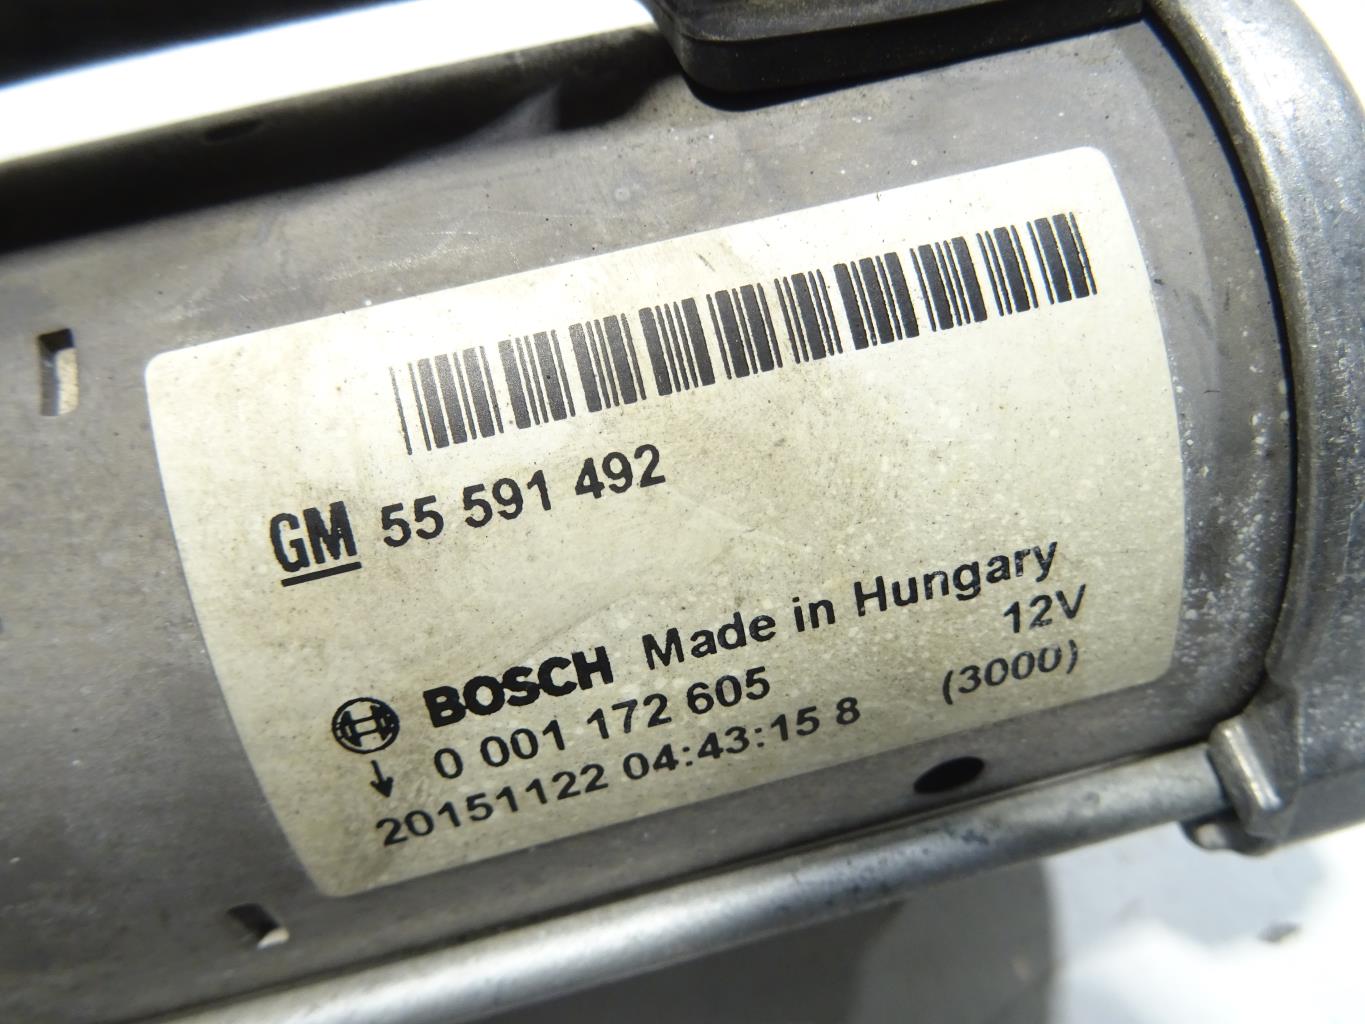 GM 55 591 492
BOSCH Made in Hungary
0 001 172 605 12V
20151122 04:43:15 8 (3000)